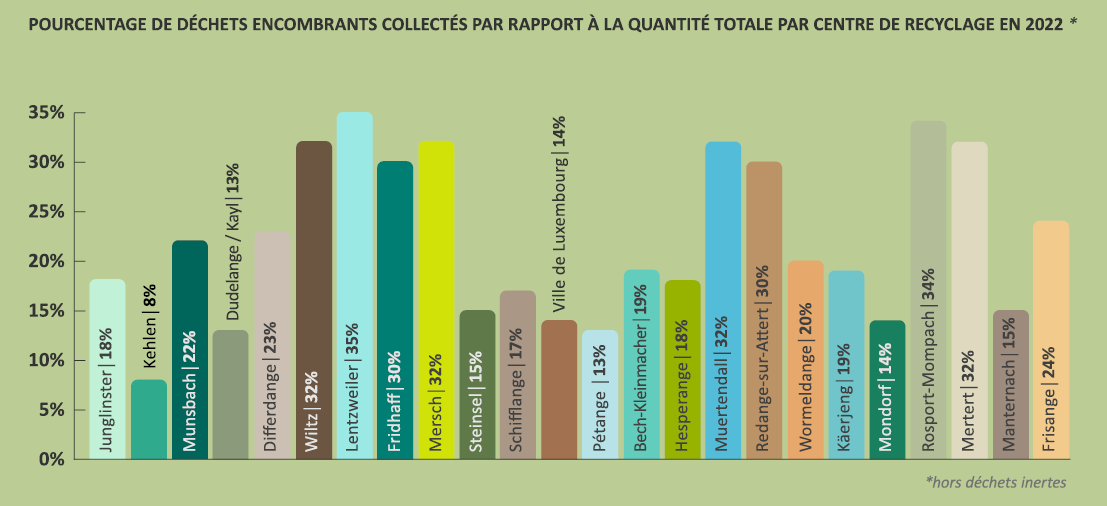 POURCENTAGE DE DÉCHETS ENCOMBRANTS COLLECTÉS PAR RAPPORT À LA QUANTITÉ TOTALE PAR CENTRE DE RECYCLAGE EN 2022 *
35%
30%
25%
20%
15%
10%
5%
0%
Junglinster | 18%
Kehlen | 8%
Munsbach | 22%
Dudelange / Kayl | 13%
Differdange | 23%
Wiltz | 32%
Lentzweiler | 35%
Fridhaff | 30%
Mersch | 32%
Steinsel | 15%
Schifflange | 17%
Ville de Luxembourg | 14%
Pétange | 13%
Bech-Kleinmacher | 19%
Hesperange | 18%
Muertendall | 32%
Redange-sur-Attert | 30%
Wormeldange | 20%
Käerjeng | 19%
Mondorf | 14%
Rosport-Mompach | 34%
Mertert | 32%
Manternach | 15%
Frisange | 24%
*hors déchets inertes